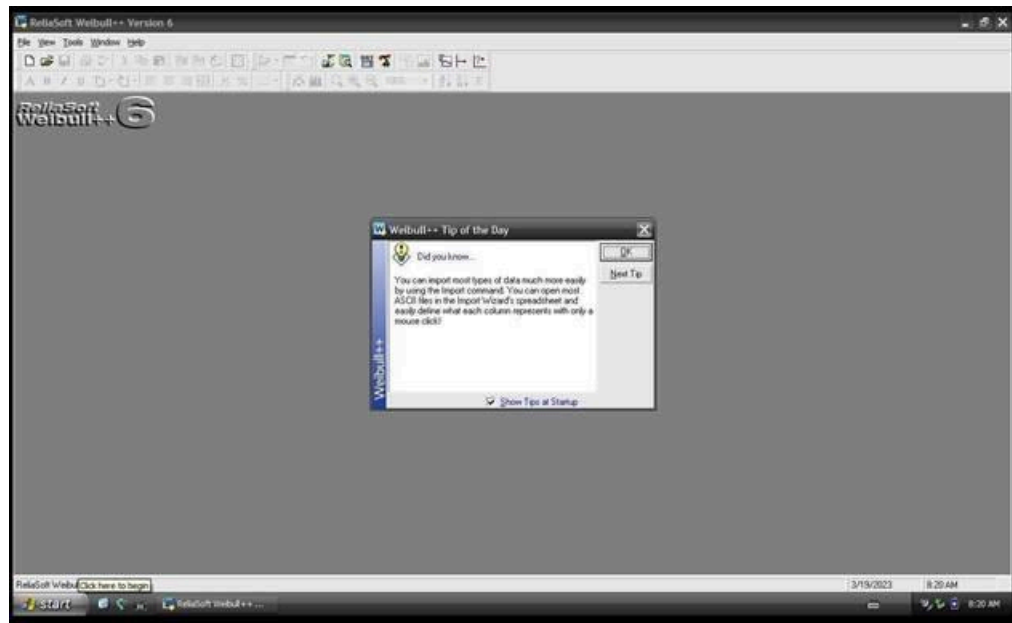 ReliaSoft Weibull++ Version 6
File View Tools Window Help
ReliaSoft
Weibull++ 6
Weibull++ Tip of the Day
Did you know...
You can import most types of data much more easily
by using the Import command. You can open most
ASCII files in the Import Wizard's spreadsheet and
easily define what each column represents with only a
mouse click!
OK
Next Tip
Weibull++
Show Tips at Startup
ReliaSoft Weibu
Click here to begin
3/19/2023
8:20 AM
start
ReliaSoft Weibull++ ...
8:20 AM